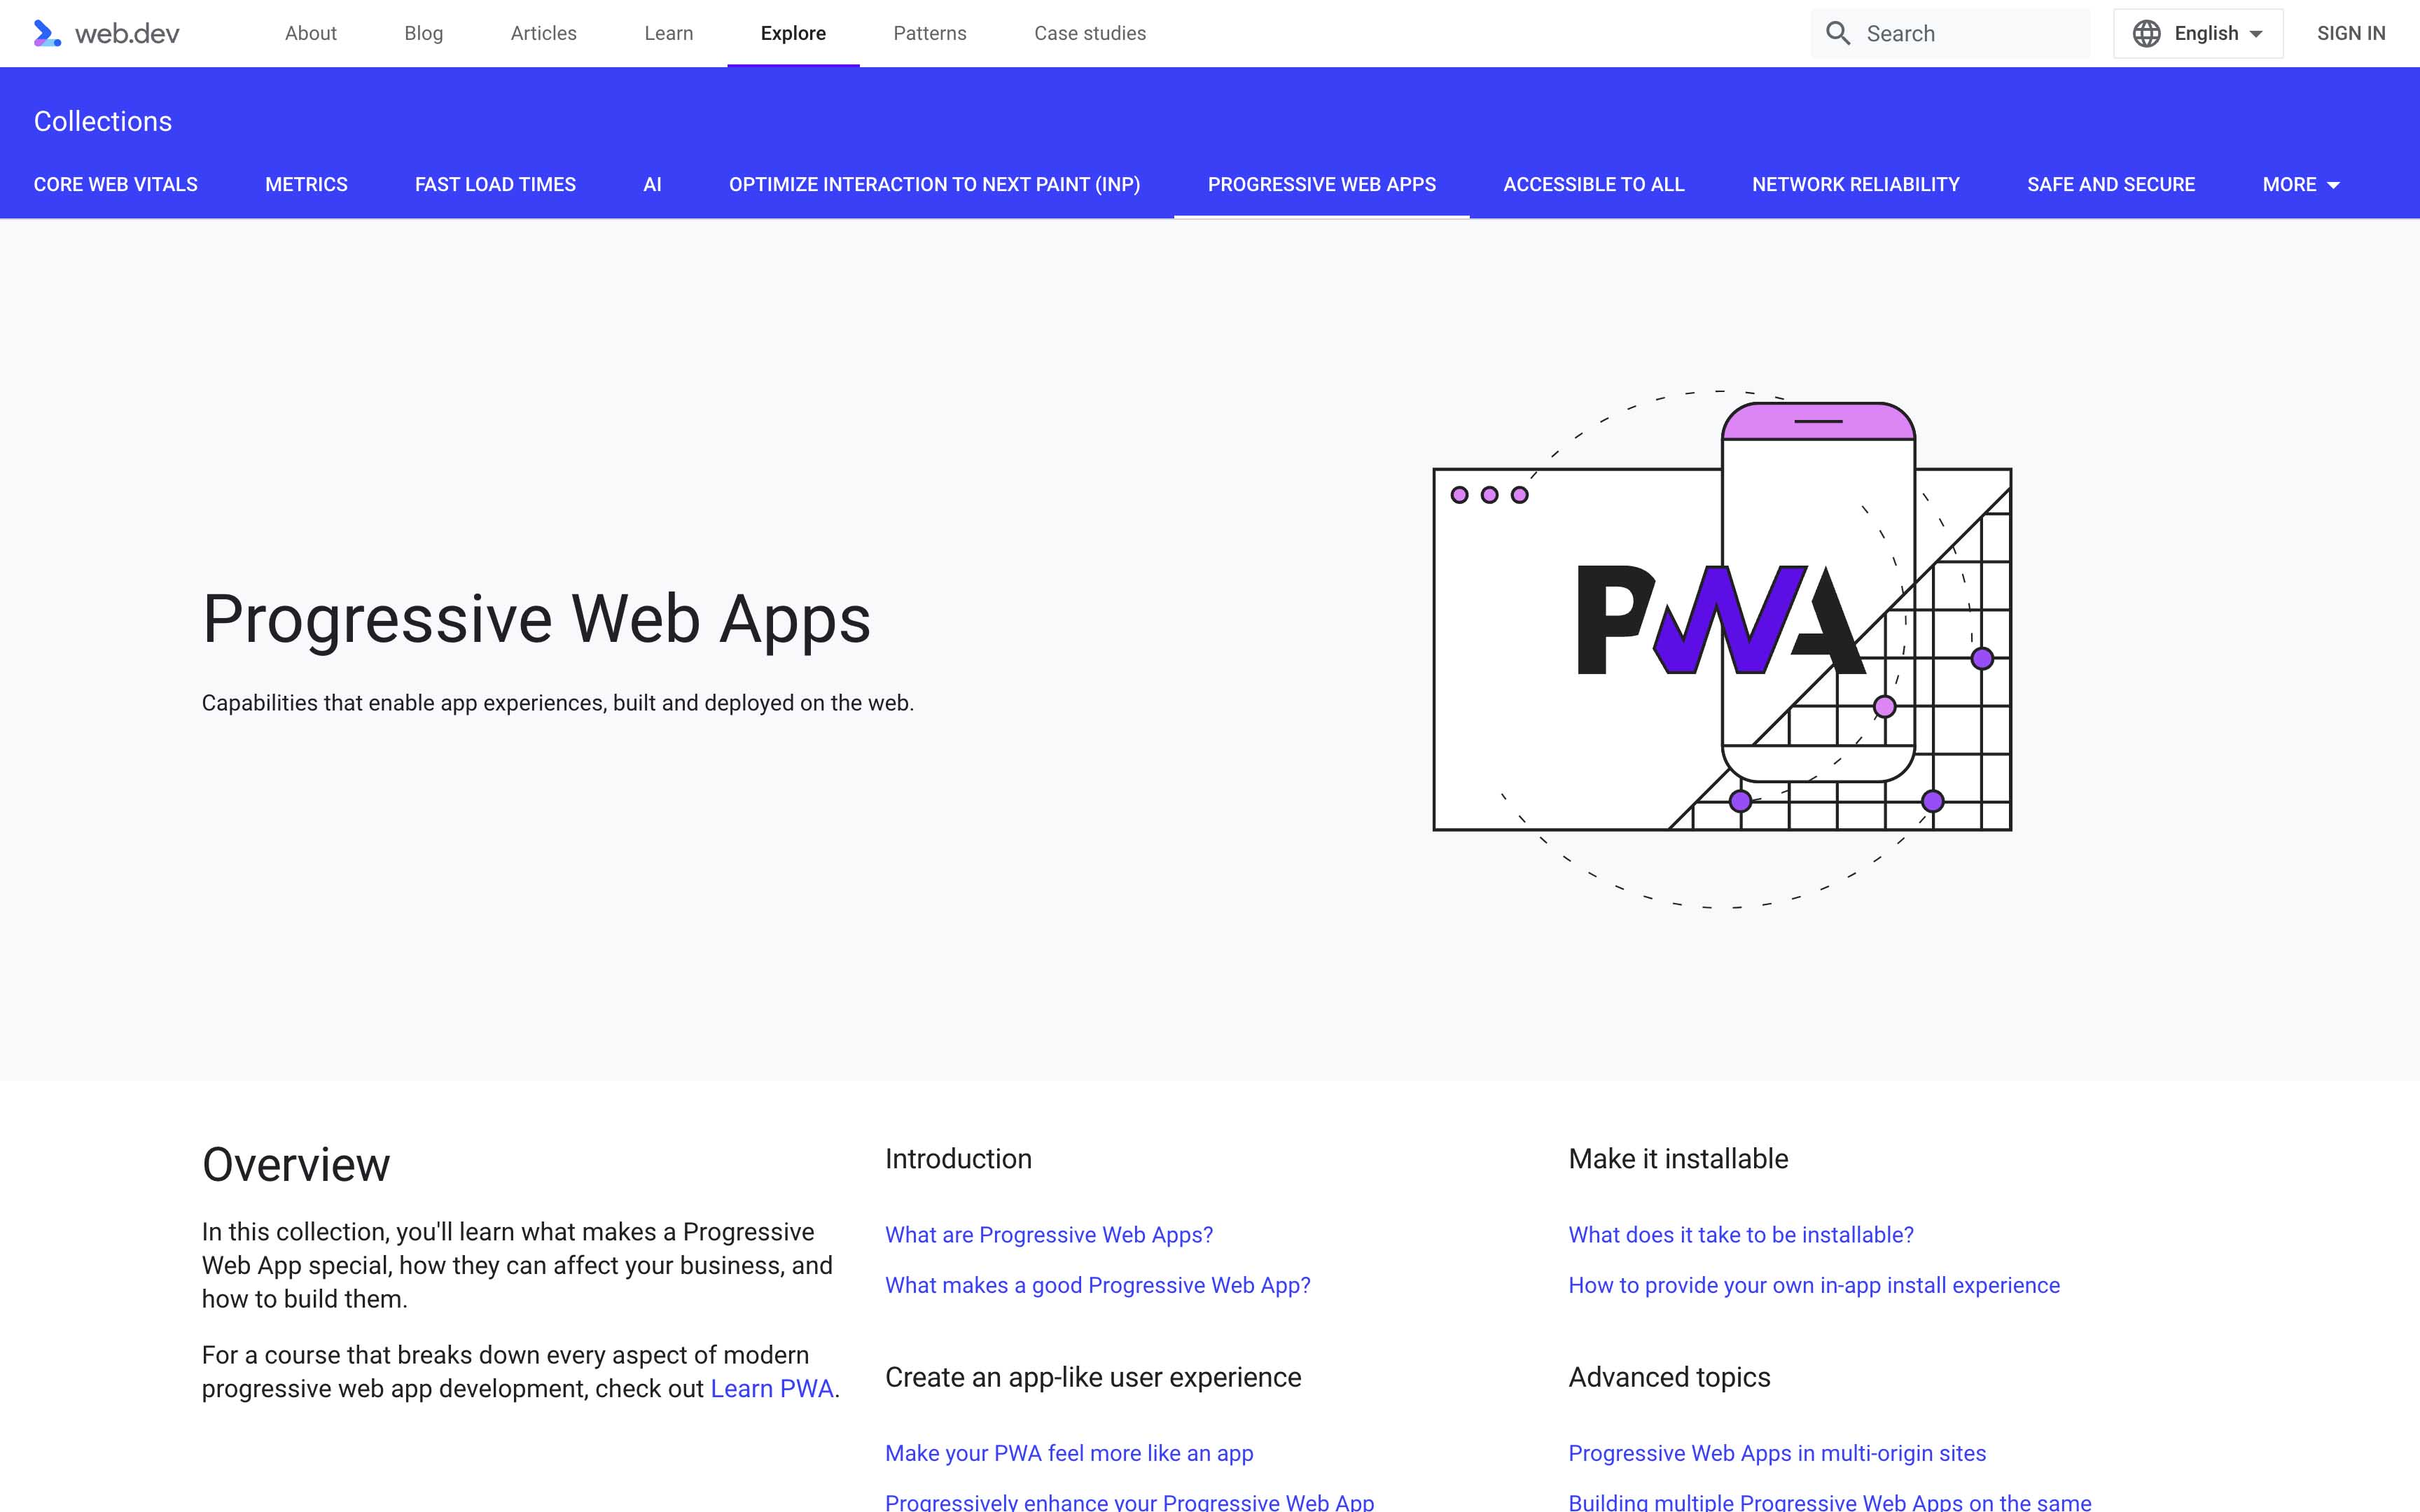 web.dev
About
Blog
Articles
Learn
Explore
Patterns
Case studies
Search
English
SIGN IN
Collections
CORE WEB VITALS
METRICS
FAST LOAD TIMES
AI
OPTIMIZE INTERACTION TO NEXT PAINT (INP)
PROGRESSIVE WEB APPS
ACCESSIBLE TO ALL
NETWORK RELIABILITY
SAFE AND SECURE
MORE
Progressive Web Apps
Capabilities that enable app experiences, built and deployed on the web.
PWA
Overview
In this collection, you'll learn what makes a Progressive
Web App special, how they can affect your business, and
how to build them.
For a course that breaks down every aspect of modern
progressive web app development, check out Learn PWA.
Introduction
What are Progressive Web Apps?
What makes a good Progressive Web App?
Create an app-like user experience
Make your PWA feel more like an app
Progressively enhance your Progressive Web App
Make it installable
What does it take to be installable?
How to provide your own in-app install experience
Advanced topics
Progressive Web Apps in multi-origin sites
Building multiple Progressive Web Apps on the same